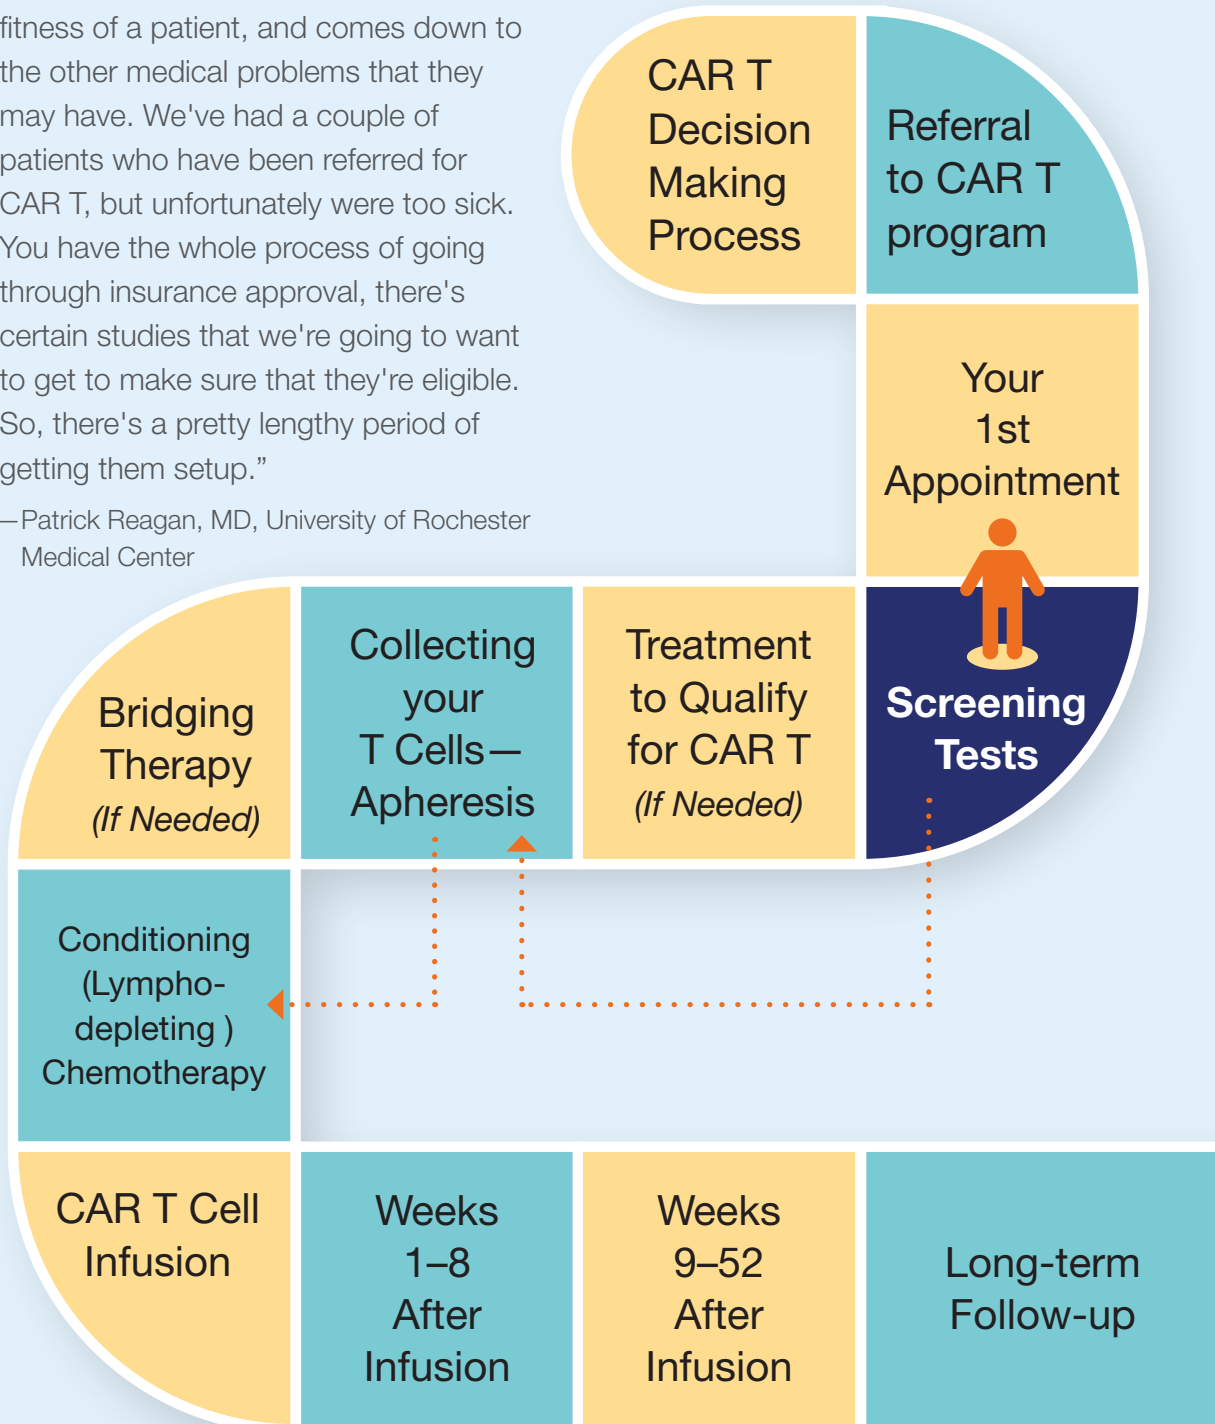 fitness of a patient, and comes down to
the other medical problems that they
may have. We've had a couple of
patients who have been referred for
CAR T, but unfortunately were too sick.
You have the whole process of going
through insurance approval, there's
certain studies that we're going to want
to get to make sure that they're eligible.
So, there's a pretty lengthy period of
getting them setup.”
—Patrick Reagan, MD, University of Rochester
Medical Center
CAR T
Decision
Making
Process
Referral
to CAR T
program
Your
1st
Appointment
Screening
Tests
Treatment
to Qualify
for CAR T
(If Needed)
Collecting
your
T Cells—
Apheresis
Bridging
Therapy
(If Needed)
Conditioning
(Lympho-
depleting )
Chemotherapy
CAR T Cell
Infusion
Weeks
1–8
After
Infusion
Weeks
9–52
After
Infusion
Long-term
Follow-up